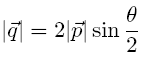 |q⃗| = 2|p⃗| sin θ/2